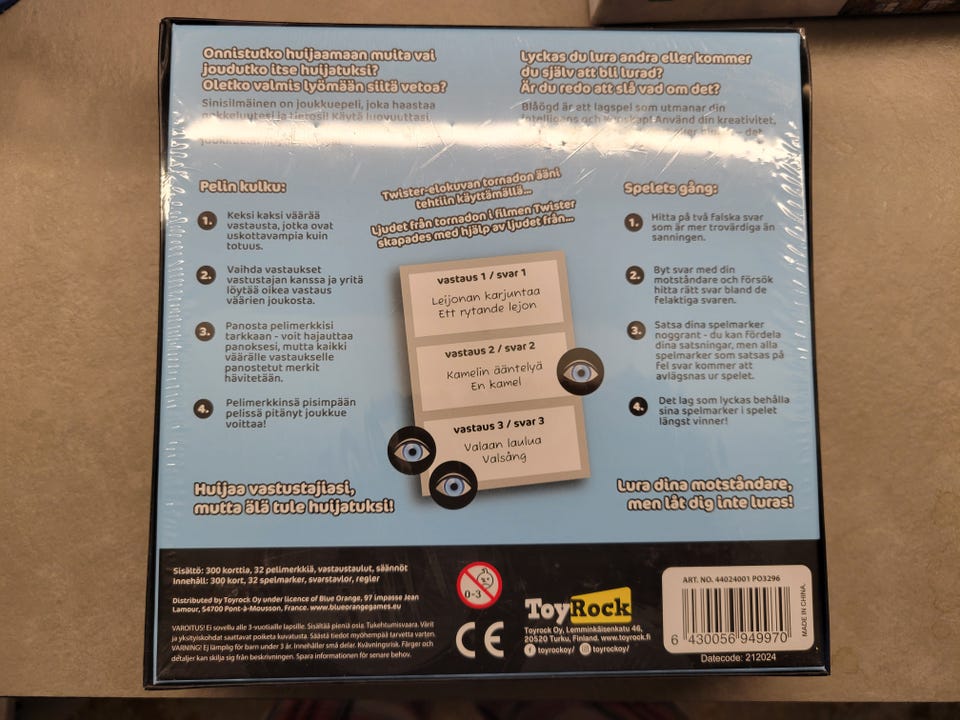 Onnistutko huijaamaan muita vai
joudutko itse huijatuksi?
Oletko valmis lyömään siitä vetoa?
Sinisilmäinen on joukkuepeli, joka haastaa
Käytä luovuuttasi,
Lyckas du lura andra eller kommer
du själv att bli lurad?
Är du redo att slå vad om det?
Blåögd är ett lagspel som utmanar din
Använd din kreativitet,
Pelin kulku:
1. Keksi kaksi väärää
vastausta, jotka ovat
uskottavampia kuin
totuus.
2. Vaihda vastaukset
vastustajan kanssa ja yritä
löytää oikea vastaus
väärien joukosta.
3. Panosta pelimerkkisi
tarkkaan - voit hajauttaa
panoksesi, mutta kaikki
väärälle vastaukselle
panostetut merkit
hävitetään.
4. Pelimerkkinsä pisimpään
pelissä pitänyt joukkue
voittaa!
Huijaa vastustajiasi,
mutta älä tule huijatuksi!
Twister-elokuvan tornadon ääni
tehtiin käyttämällä...
Ljudet från tornadon i filmen Twister
skapades med hjälp av ljudet från...
vastaus 1 / svar 1
Leijonan karjuntaa
Ett rytande lejon
vastaus 2 / svar 2
Kamelin ääntelyä
En kamel
vastaus 3 / svar 3
Valaan laulua
Valsång
Spelets gång:
1. Hitta på två falska svar
som är mer trovärdiga än
sanningen.
2. Byt svar med din
motståndare och försök
hitta rätt svar bland de
felaktiga svaren.
3. Satsa dina spelmarker
noggrant - du kan fördela
dina satsningar, men alla
spelmarker som satsas på
fel svar kommer att
avlägsnas ur spelet.
4. Det lag som lyckas behålla
sina spelmarker i spelet
längst vinner!
Lura dina motståndare,
men låt dig inte luras!
Sisältö: 300 korttia, 32 pelimerkkiä, vastaustaulut, säännöt
Innehåll: 300 kort, 32 spelmarker, svarstavlor, regler
Distributed by Toyrock Oy under licence of Blue Orange, 97 impasse Jean
Lamour, 54700 Pont-à-Mousson, France. www.blueorangegames.eu
VAROITUS! Ei sovellu alle 3-vuotiaille lapsille. Sisältää pieniä osia. Tukehtumisvaara. Värit
ja yksityiskohdat saattavat poiketa kuvatusta. Säästä tiedot myöhempää tarvetta varten.
VARNING! Ej lämplig för barn under 3 år. Innehåller små delar. Kvävningsrisk. Färger och
detaljer kan skilja sig från beskrivningen. Spara informationen för senare behov.
0-3
CE
ToyRock
Toyrock Oy, Lemminkäisenkatu 46,
20520 Turku, Finland. www.toyrock.fi
toyrockoy/ toyrockoy/
ART. NO. 44024001 PO3296
6 430056 949970
MADE IN CHINA.
Datecode: 212024